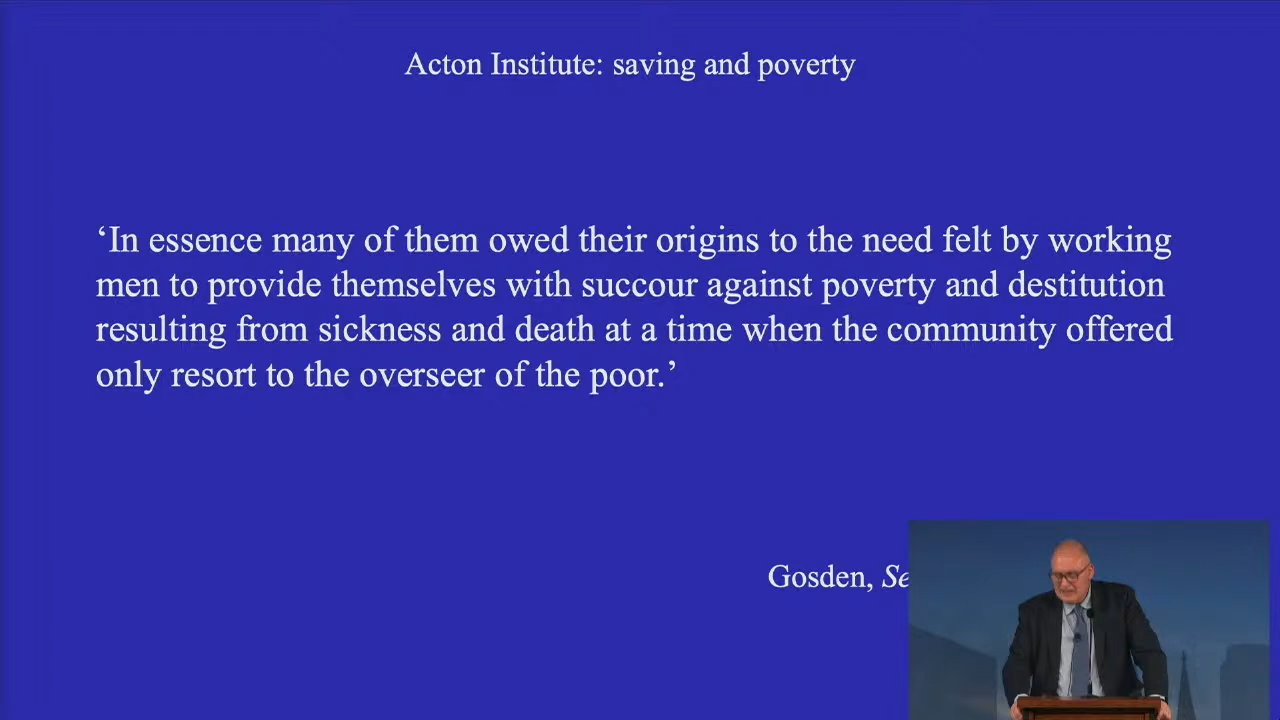 Acton Institute: saving and poverty
‘In essence many of them owed their origins to the need felt by working
men to provide themselves with succour against poverty and destitution
resulting from sickness and death at a time when the community offered
only resort to the overseer of the poor.’
Gosden, Se